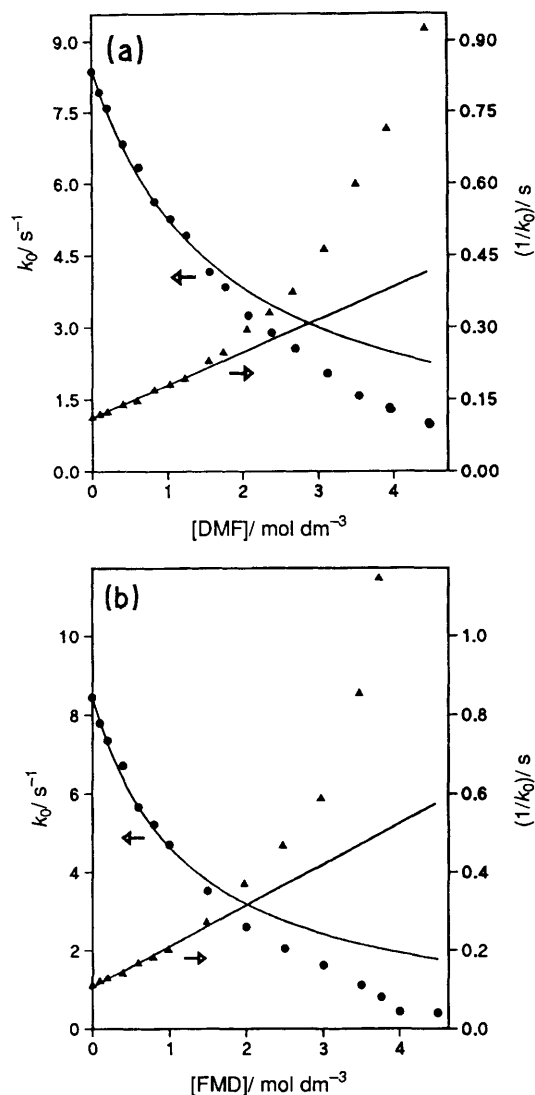 (a)
9.0
7.5
6.0
4.5
3.0
1.5
0.0
k₀/ s⁻¹
0.90
0.75
0.60
0.45
0.30
0.15
0.00
(1/k₀)/ s
0 1 2 3 4
[DMF]/ mol dm⁻³
(b)
10
8
6
4
2
0
k₀/ s⁻¹
1.0
0.8
0.6
0.4
0.2
0.0
(1/k₀)/ s
0 1 2 3 4
[FMD]/ mol dm⁻³